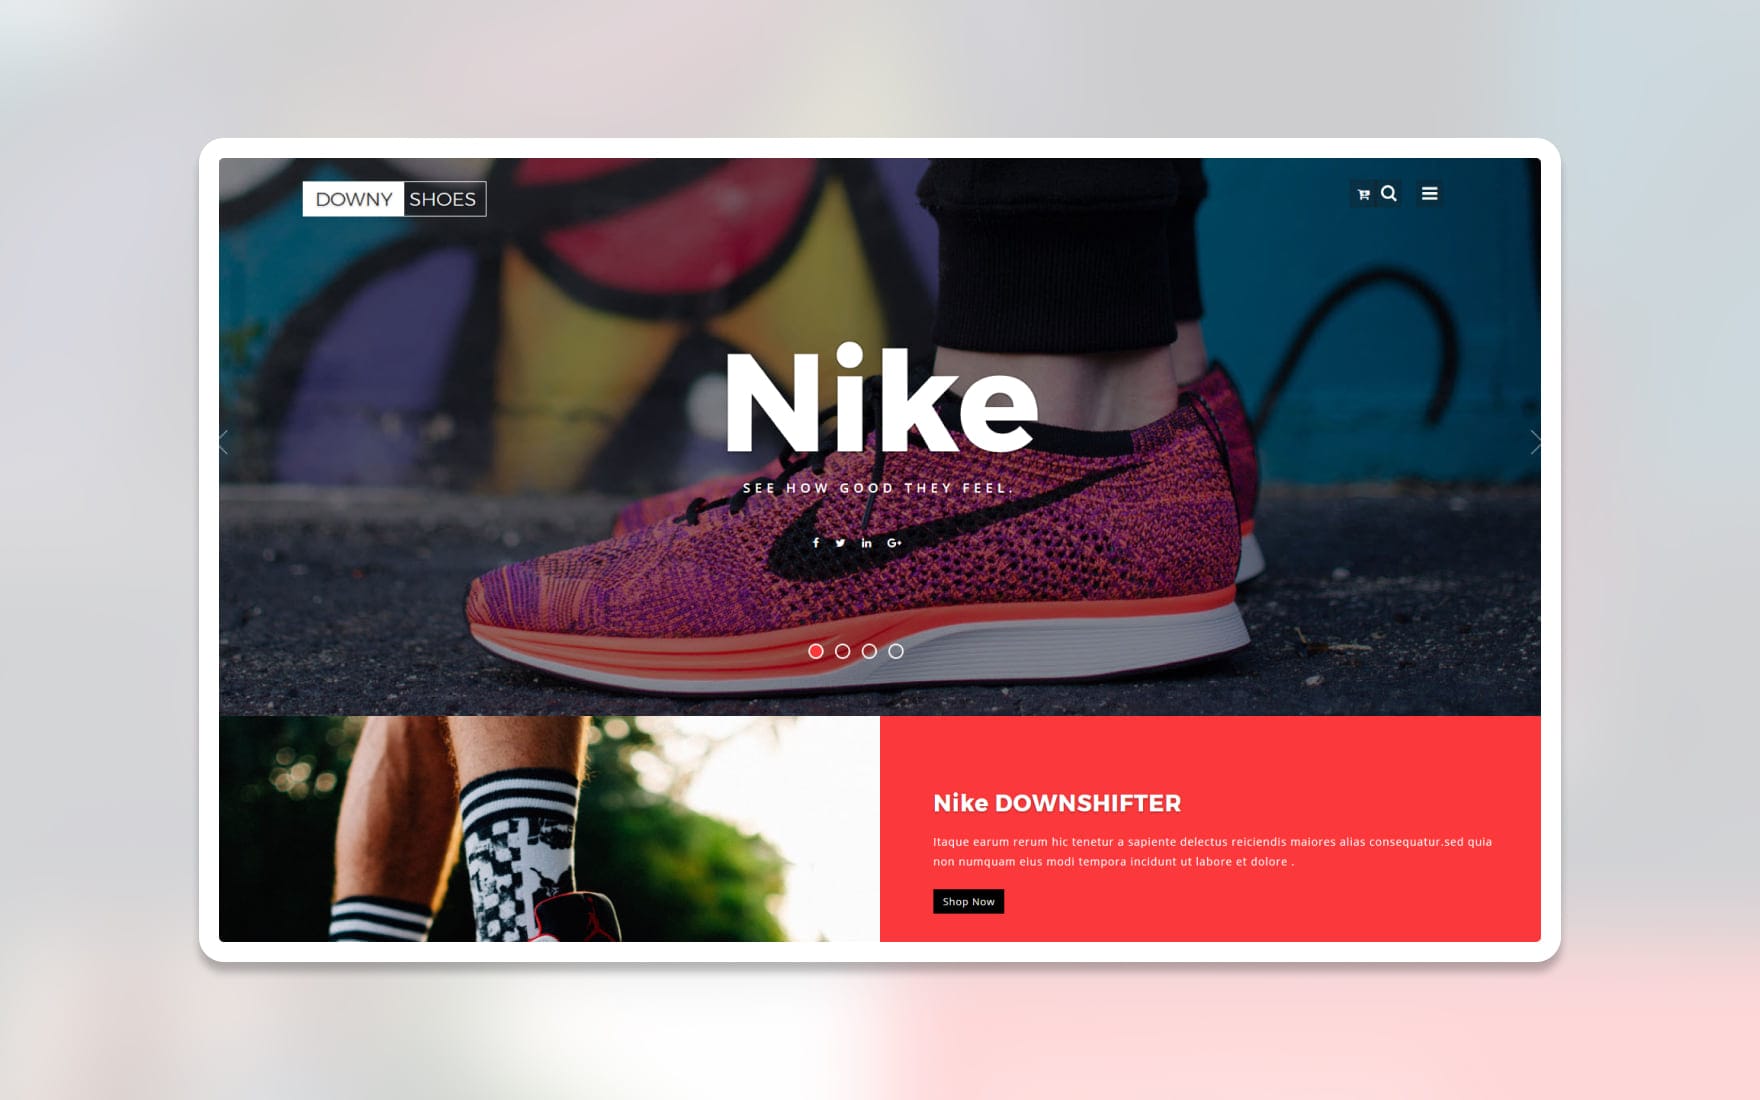 DOWNY SHOES
Nike
SEE HOW GOOD THEY FEEL.
f in G+
Nike DOWNSHIFTER
Itaque earum rerum hic tenetur a sapiente delectus reiciendis maiores alias consequatur.sed quia
non numquam eius modi tempora incidunt ut labore et dolore .
Shop Now